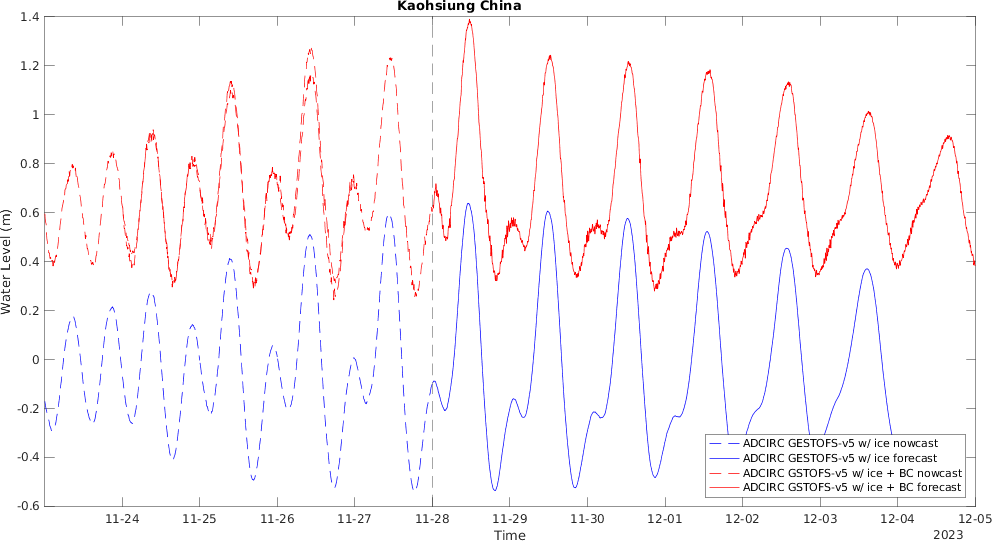 Kaohsiung China
1.4
1.2
1
0.8
0.6
0.4
0.2
0
-0.2
-0.4
-0.6
Water Level (m)
11-24 11-25 11-26 11-27 11-28 11-29 11-30 12-01 12-02 12-03 12-04 12-05
Time
2023
ADCIRC GESTOFS-v5 w/ ice nowcast
ADCIRC GESTOFS-v5 w/ ice forecast
ADCIRC GSTOFS-v5 w/ ice + BC nowcast
ADCIRC GSTOFS-v5 w/ ice + BC forecast